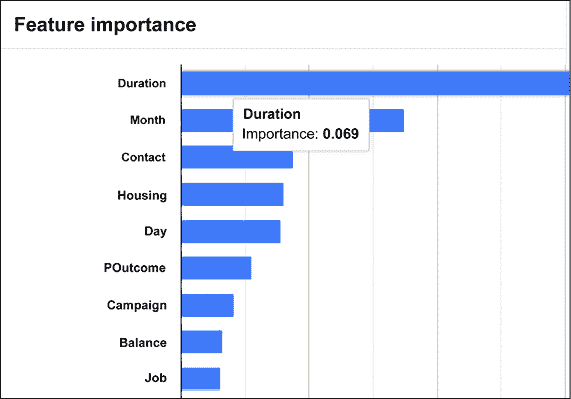 Feature importance
Duration
Month
Duration
Importance: 0.069
Contact
Housing
Day
POutcome
Campaign
Balance
Job